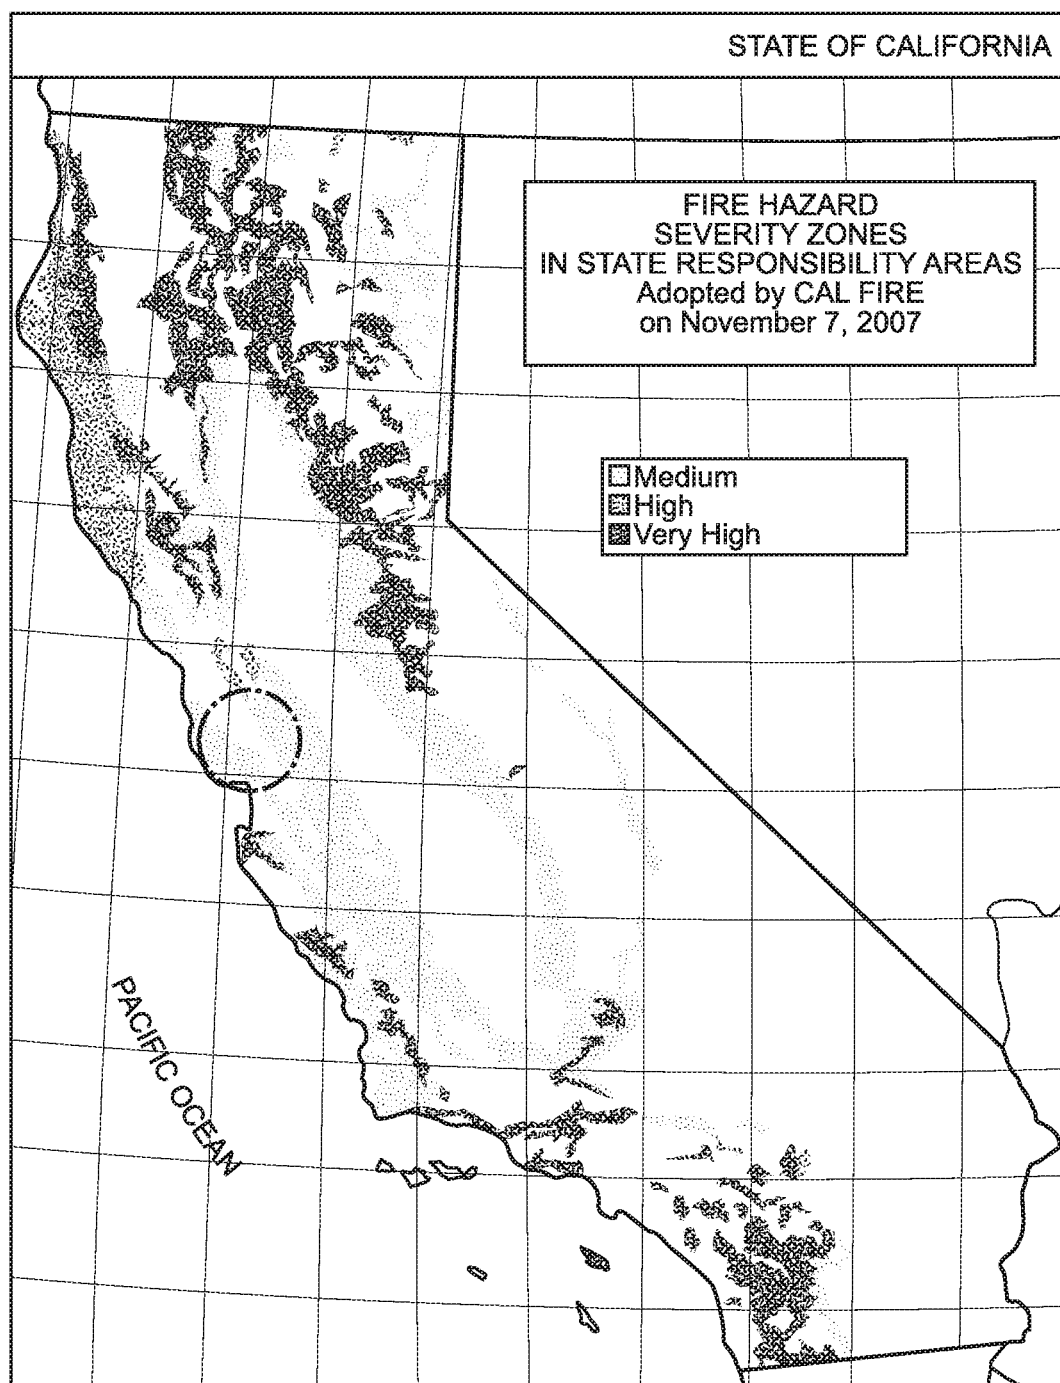 STATE OF CALIFORNIA
FIRE HAZARD
SEVERITY ZONES
IN STATE RESPONSIBILITY AREAS
Adopted by CAL FIRE
on November 7, 2007
Medium
High
Very High
PACIFIC OCEAN